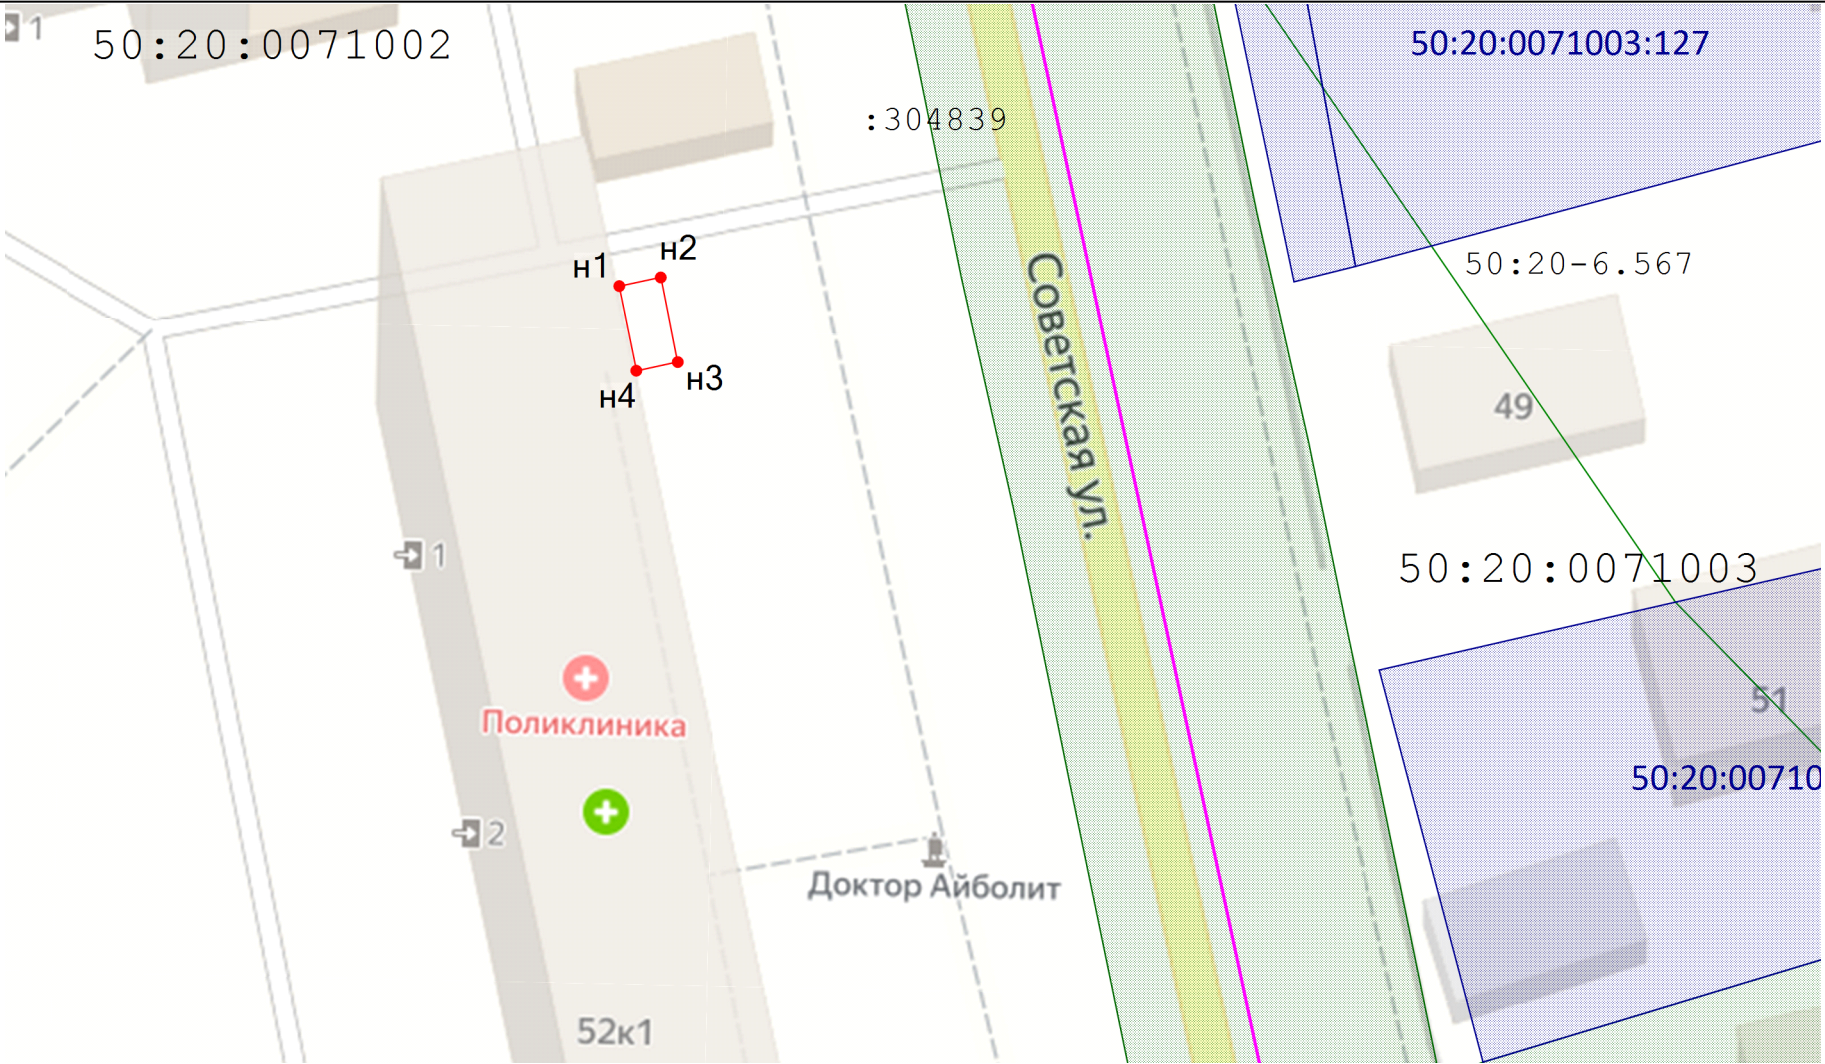 1
50:20:0071002
50:20:0071003:127
:304839
н1
н2
50:20-6.567
н3
н4
Советская ул.
49
1
50:20:0071003
Поликлиника
51
50:20:00710
2
Доктор Айболит
52к1